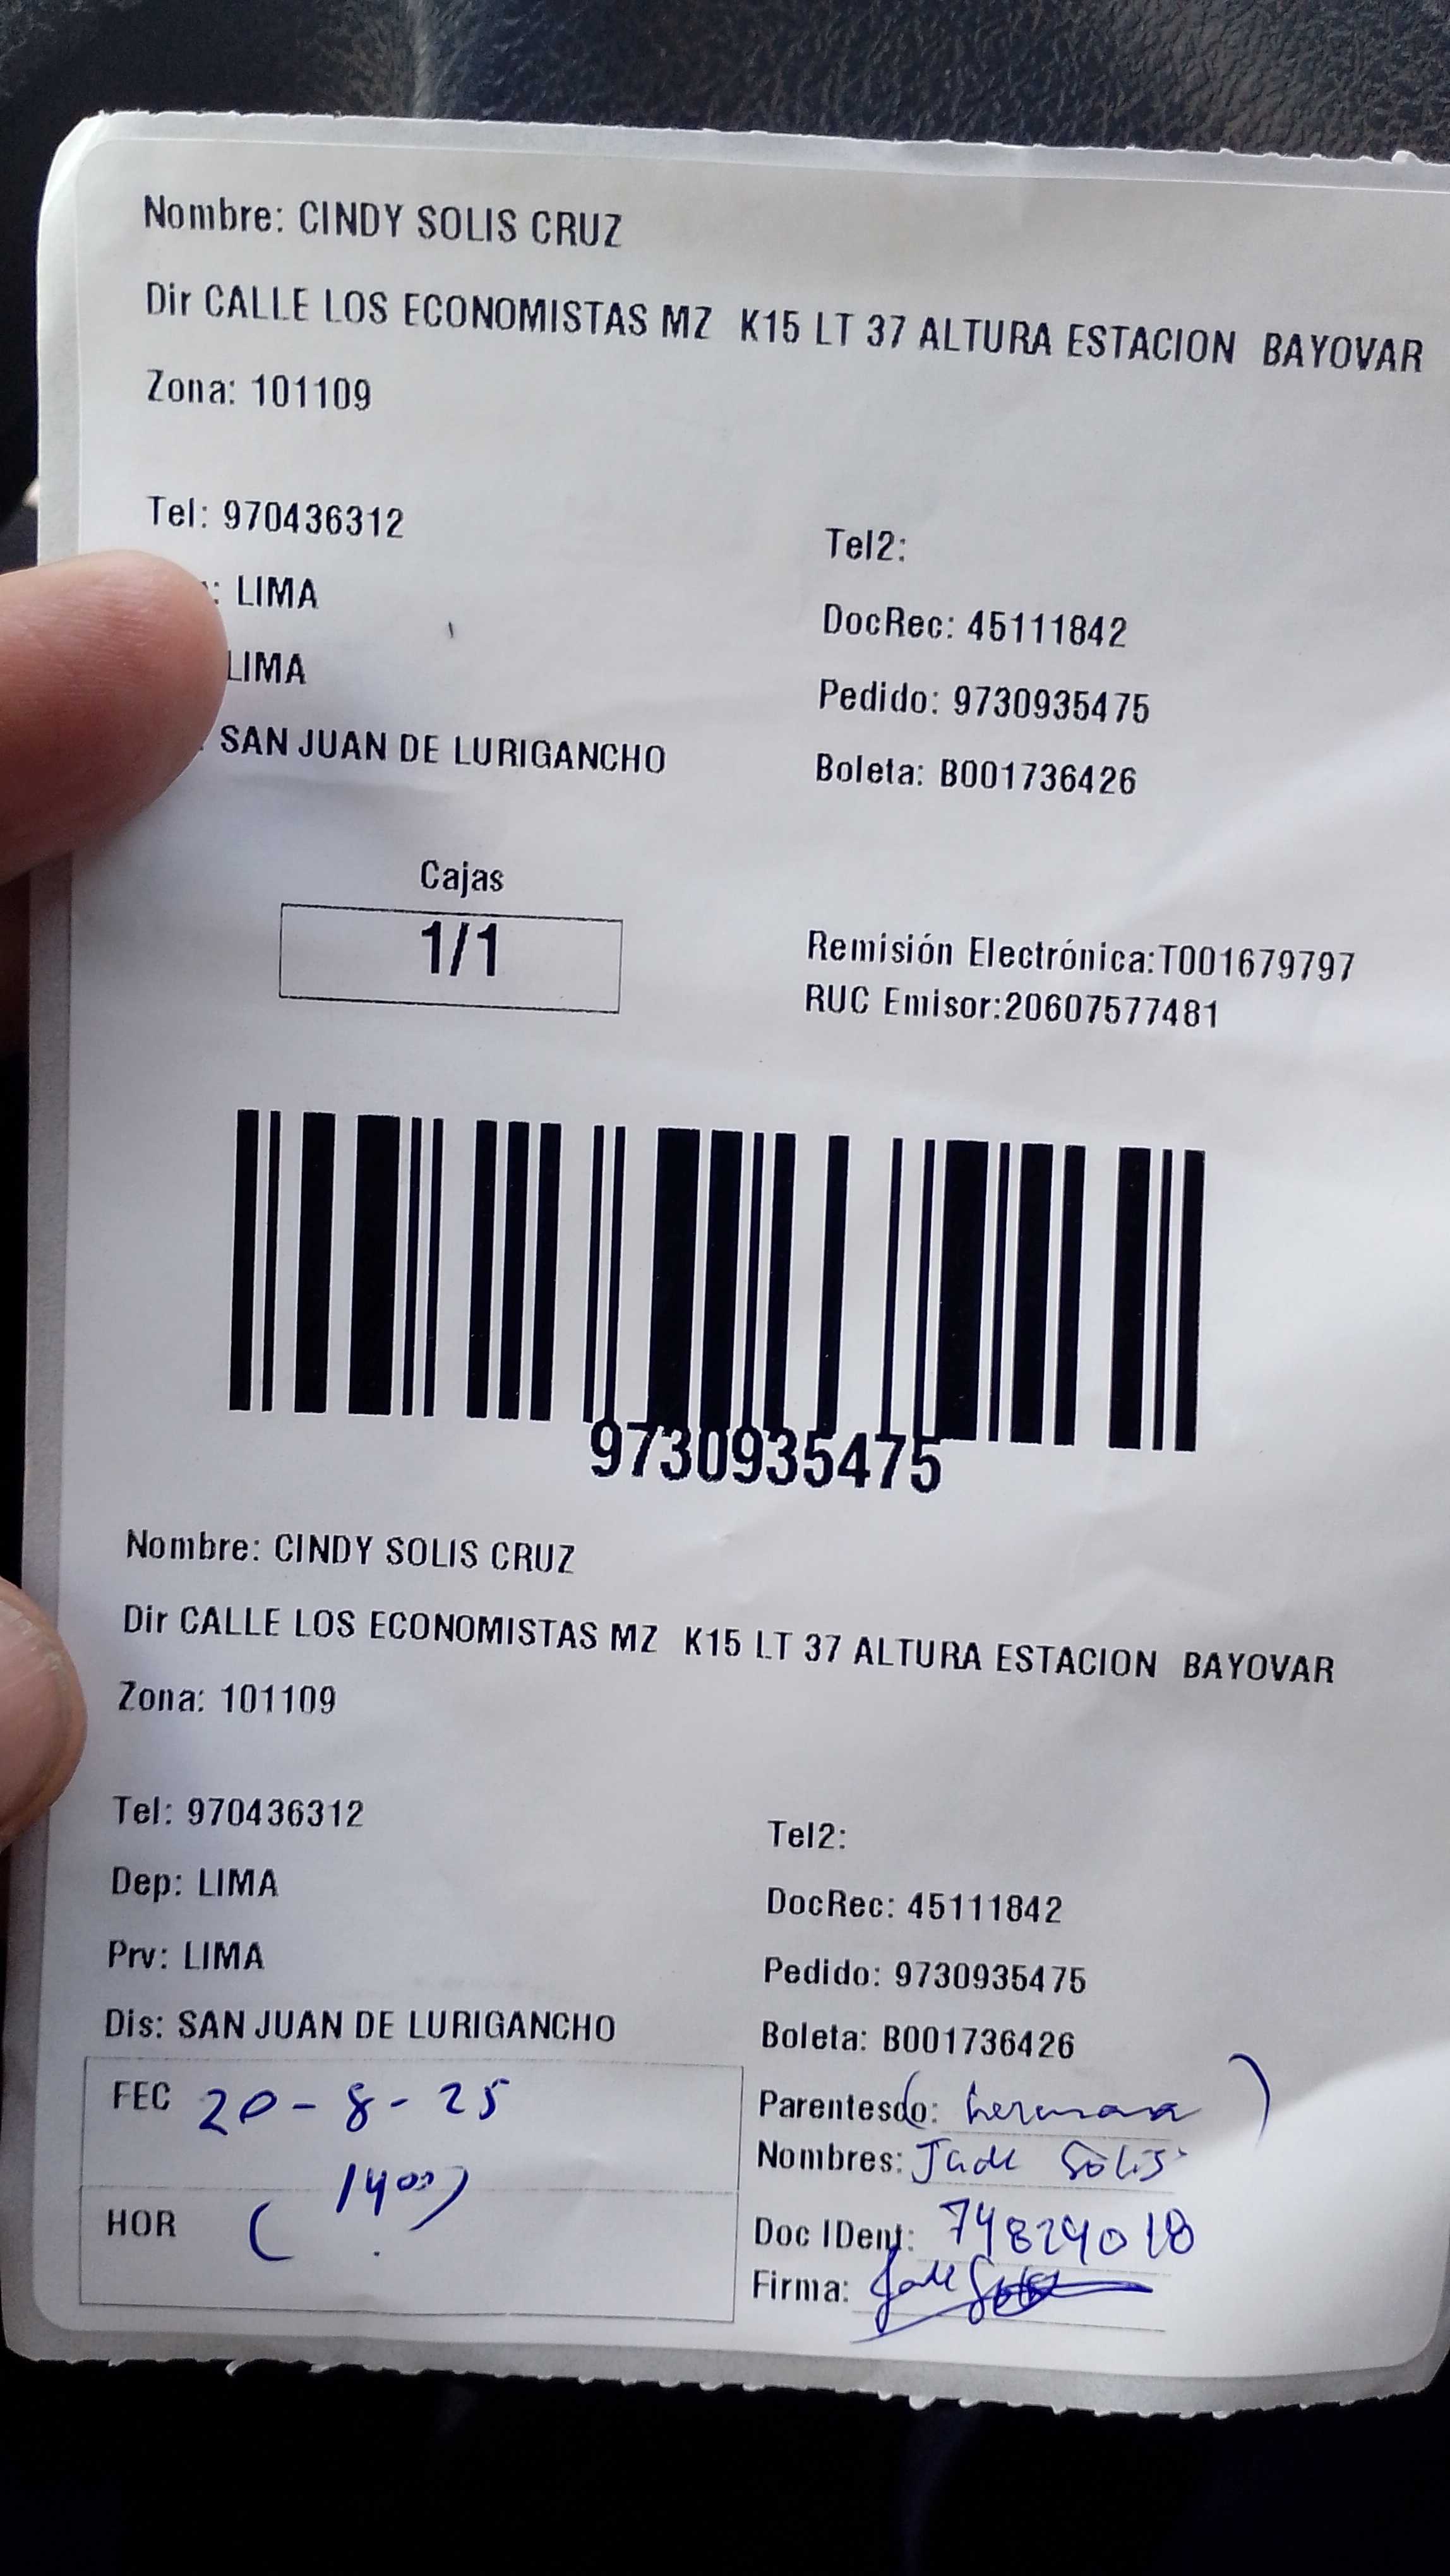 Nombre: CINDY SOLIS CRUZ
Dir CALLE LOS ECONOMISTAS MZ K15 LT 37 ALTURA ESTACION BAYOVAR
Zona: 101109
Tel: 970436312
Tel2:
: LIMA
DocRec: 45111842
LIMA
Pedido: 9730935475
SAN JUAN DE LURIGANCHO
Boleta: B001736426
Cajas
1/1
Remisión Electrónica:T001679797
RUC Emisor:20607577481
9730935475
Nombre: CINDY SOLIS CRUZ
Dir CALLE LOS ECONOMISTAS MZ K15 LT 37 ALTURA ESTACION BAYOVAR
Zona: 101109
Tel: 970436312
Tel2:
Dep: LIMA
DocRec: 45111842
Prv: LIMA
Pedido: 9730935475
Dis: SAN JUAN DE LURIGANCHO
Boleta: B001736426
FEC 20-8-25
Parentesco: (hermana)
Nombres: Jade Solis
HOR (1400)
Doc IDent: 74829018
Firma: Jade